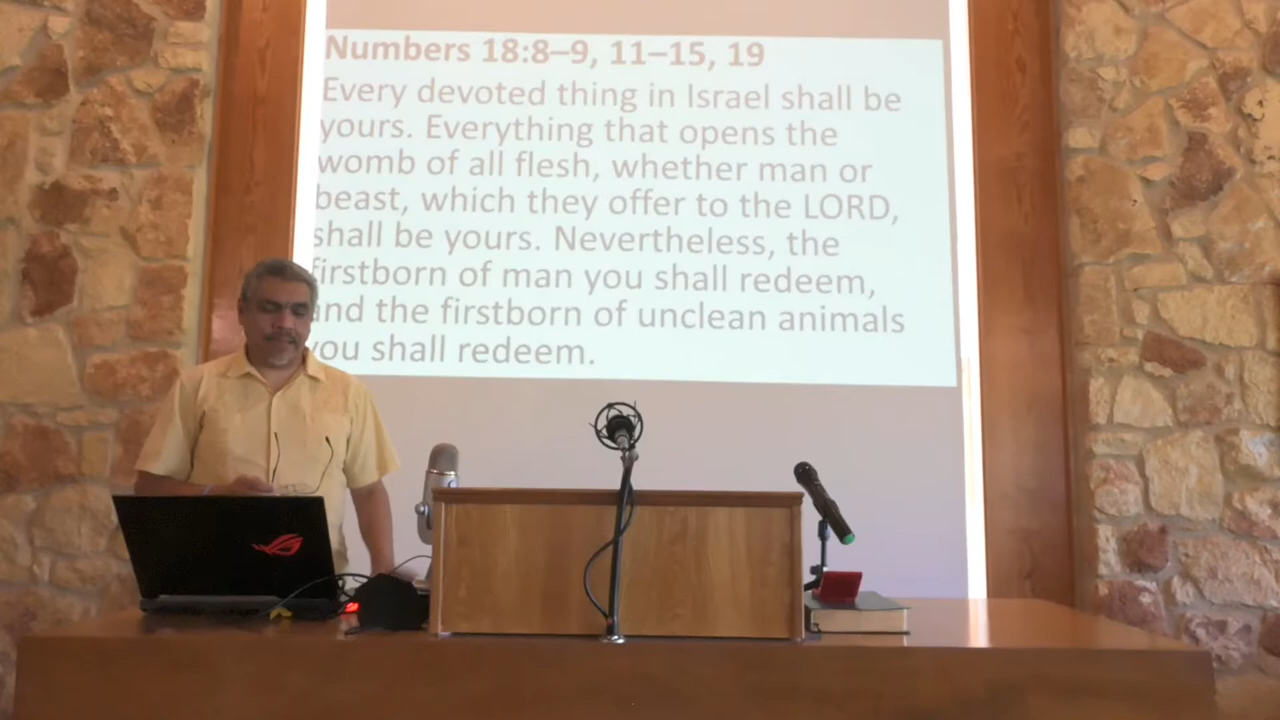 Numbers 18:8–9, 11–15, 19
Every devoted thing in Israel shall be
yours. Everything that opens the
womb of all flesh, whether man or
beast, which they offer to the LORD,
shall be yours. Nevertheless, the
firstborn of man you shall redeem,
and the firstborn of unclean animals
you shall redeem.